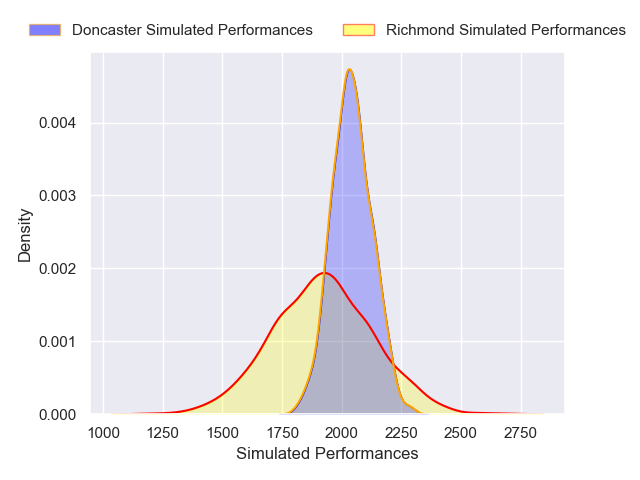 Doncaster Simulated Performances Richmond Simulated Performances
0.004
0.003
0.002
0.001
0.000
Density
1000 1250 1500 1750 2000 2250 2500 2750
Simulated Performances